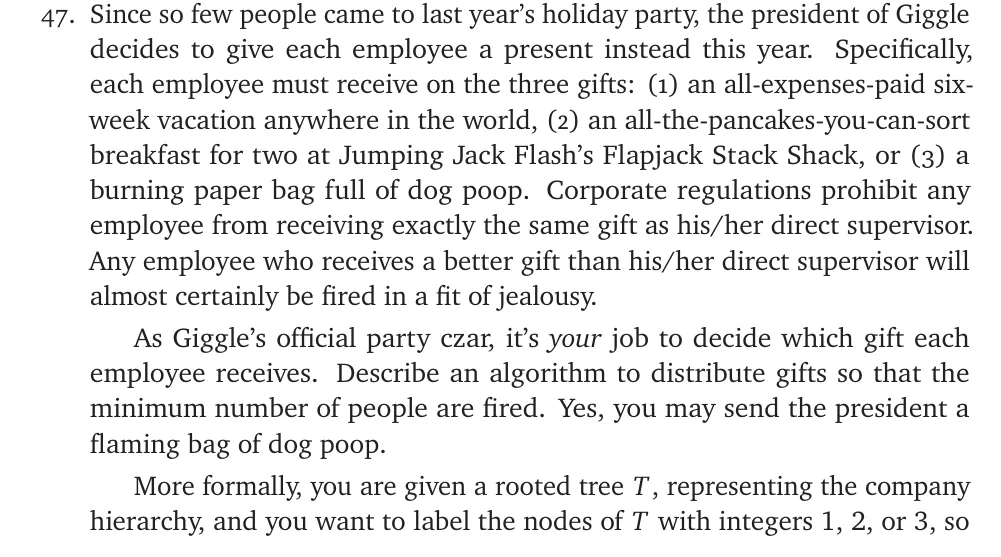 47. Since so few people came to last year’s holiday party, the president of Giggle
decides to give each employee a present instead this year. Specifically,
each employee must receive on the three gifts: (1) an all-expenses-paid six-
week vacation anywhere in the world, (2) an all-the-pancakes-you-can-sort
breakfast for two at Jumping Jack Flash’s Flapjack Stack Shack, or (3) a
burning paper bag full of dog poop. Corporate regulations prohibit any
employee from receiving exactly the same gift as his/her direct supervisor.
Any employee who receives a better gift than his/her direct supervisor will
almost certainly be fired in a fit of jealousy.
As Giggle’s official party czar, it’s your job to decide which gift each
employee receives. Describe an algorithm to distribute gifts so that the
minimum number of people are fired. Yes, you may send the president a
flaming bag of dog poop.
More formally, you are given a rooted tree T, representing the company
hierarchy, and you want to label the nodes of T with integers 1, 2, or 3, so